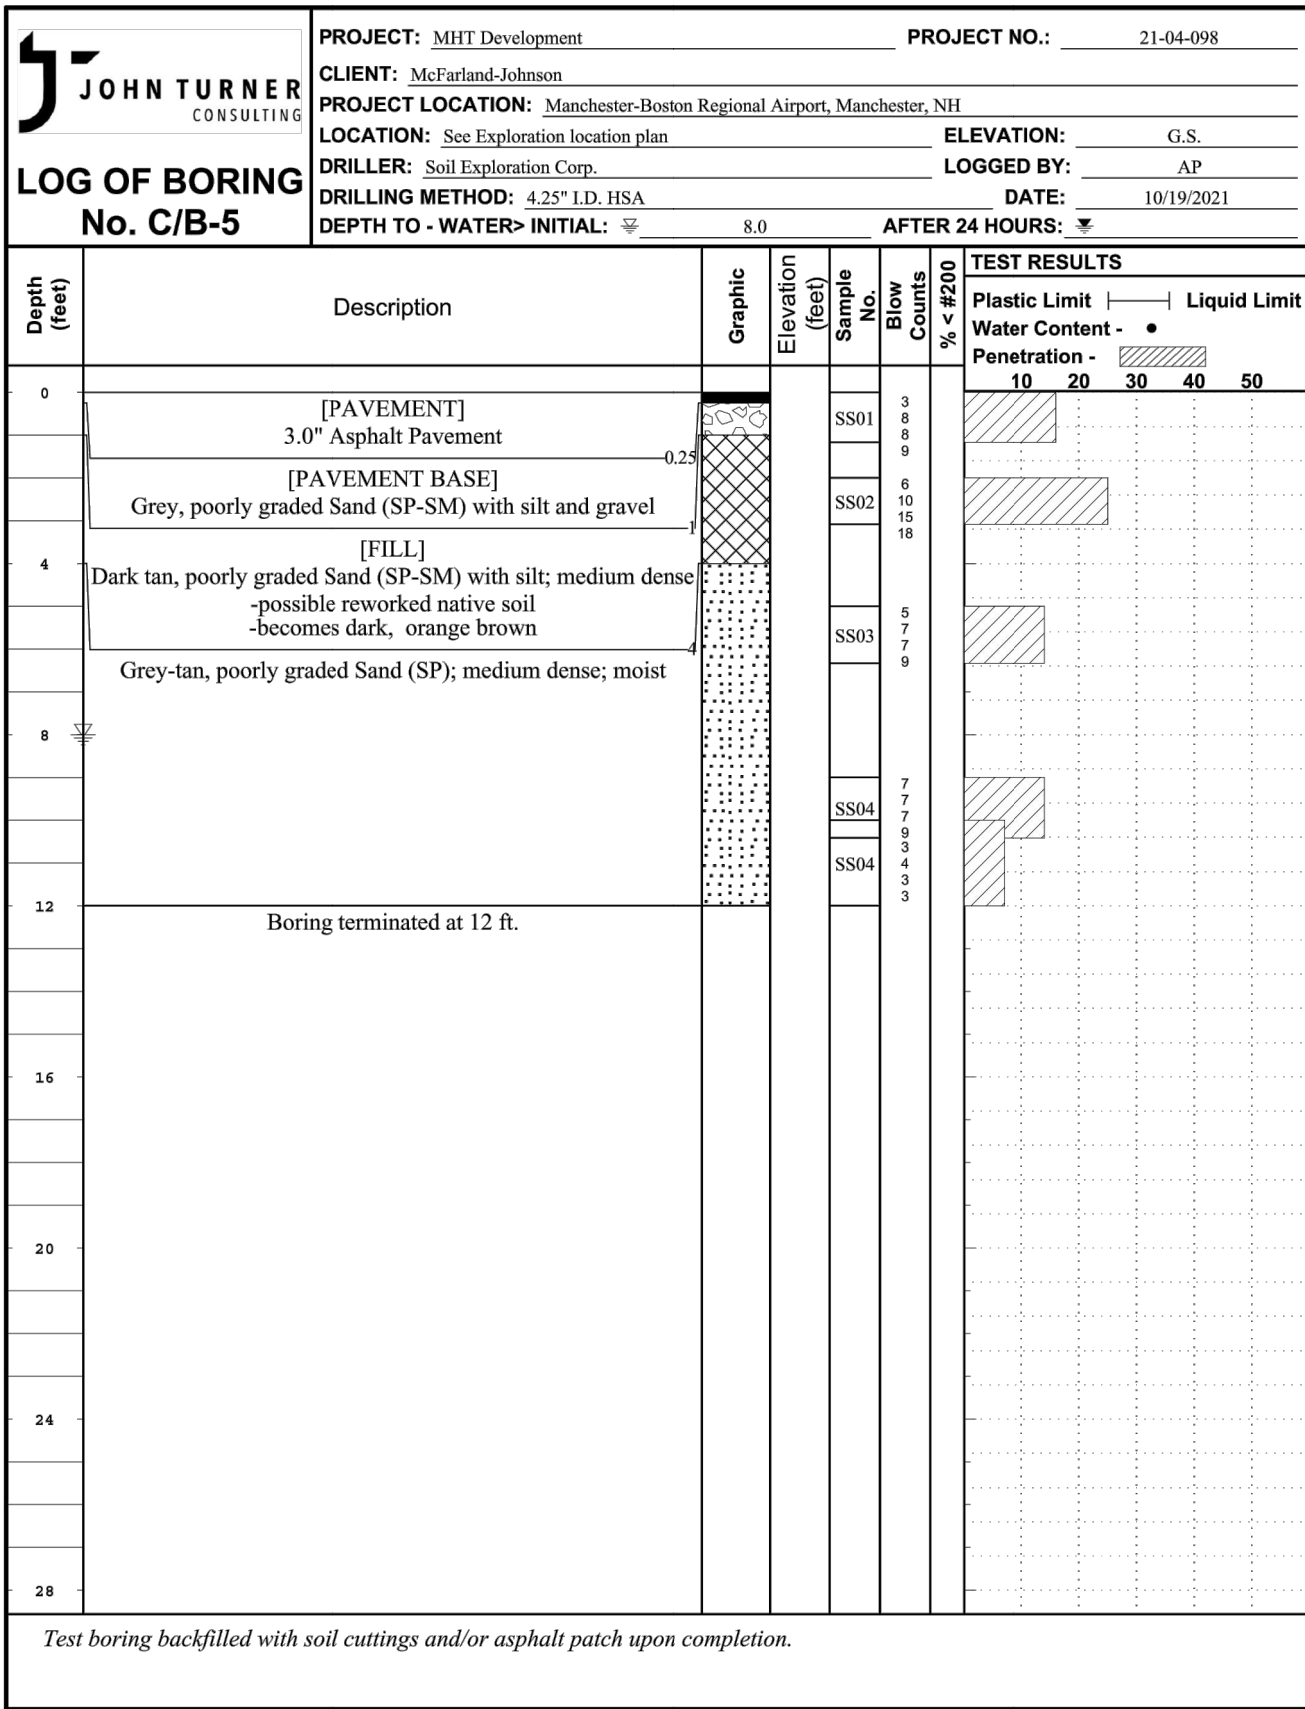 JOHN TURNER
CONSULTING
LOG OF BORING
No. C/B-5
PROJECT: MHT Development PROJECT NO.: 21-04-098
CLIENT: McFarland-Johnson
PROJECT LOCATION: Manchester-Boston Regional Airport, Manchester, NH
LOCATION: See Exploration location plan ELEVATION: G.S.
DRILLER: Soil Exploration Corp. LOGGED BY: AP
DRILLING METHOD: 4.25" I.D. HSA DATE: 10/19/2021
DEPTH TO - WATER> INITIAL: 8.0 AFTER 24 HOURS:
Depth (feet)
Description
Graphic
Elevation (feet)
Sample No.
Blow Counts
% < #200
TEST RESULTS
Plastic Limit Liquid Limit
Water Content - ●
Penetration -
10 20 30 40 50
0
[PAVEMENT]
3.0" Asphalt Pavement
0.25
SS01
3
8
8
9
[PAVEMENT BASE]
Grey, poorly graded Sand (SP-SM) with silt and gravel
1
SS02
6
10
15
18
[FILL]
4
Dark tan, poorly graded Sand (SP-SM) with silt; medium dense
-possible reworked native soil
-becomes dark, orange brown
4
SS03
5
7
7
9
Grey-tan, poorly graded Sand (SP); medium dense; moist
8
SS04
7
7
7
9
SS04
3
4
3
3
12
Boring terminated at 12 ft.
16
20
24
28
Test boring backfilled with soil cuttings and/or asphalt patch upon completion.